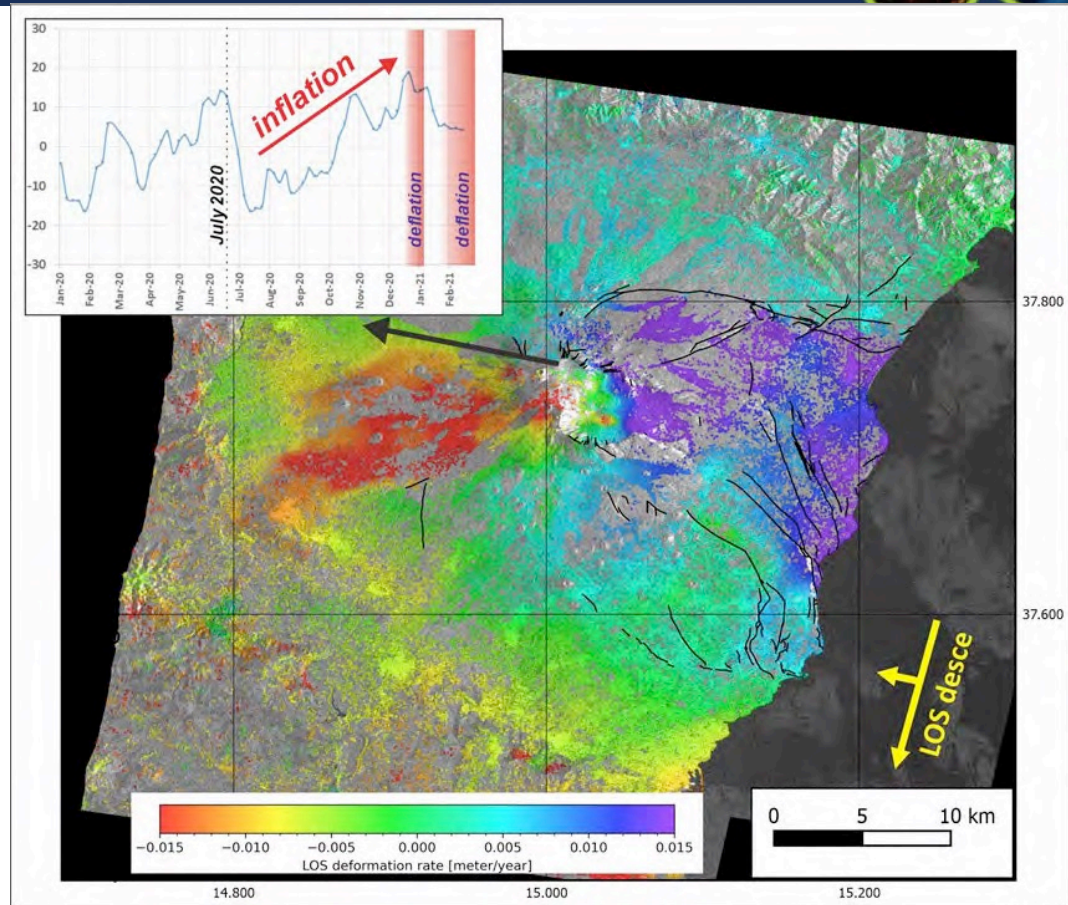 30
20
10
0
-10
-20
-30
inflation
July 2020
deflation
deflation
Jan-20
Feb-20
Mar-20
Apr-20
May-20
Jun-20
Jul-20
Aug-20
Sep-20
Oct-20
Nov-20
Dec-20
Jan-21
Feb-21
37.800
37.600
LOS desce
−0.015 −0.010 −0.005 0.000 0.005 0.010 0.015
LOS deformation rate [meter/year]
0 5 10 km
14.800 15.000 15.200